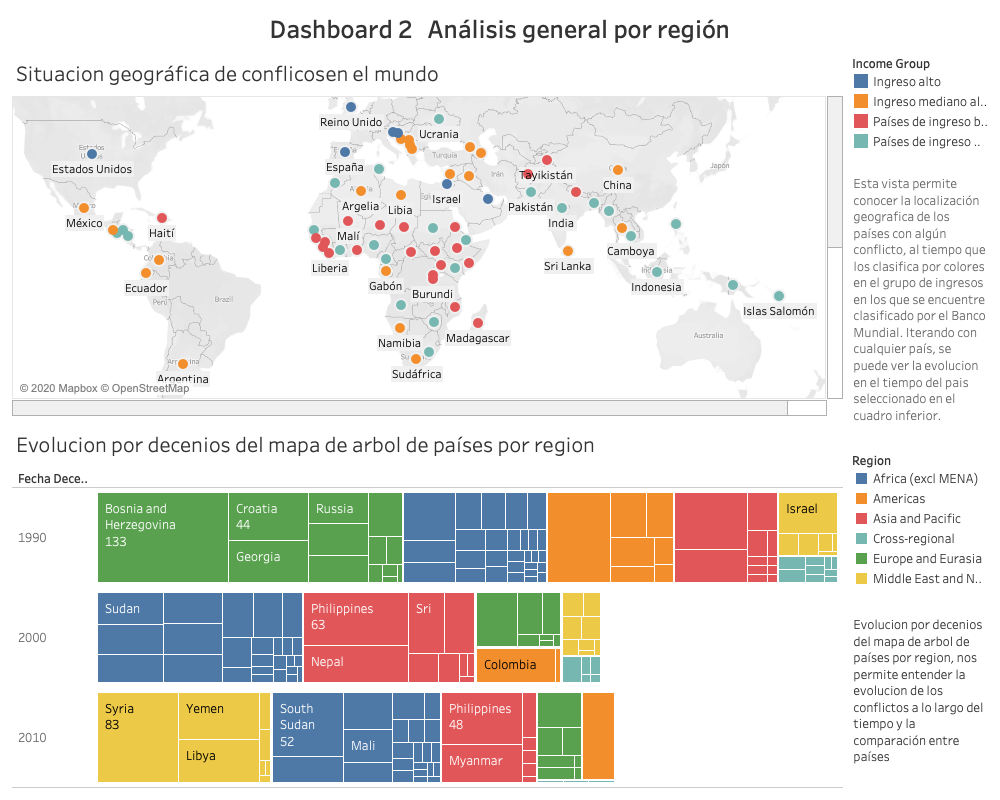 Dashboard 2 Análisis general por región
Situacion geográfica de conflicosen el mundo
Reino Unido
Ucrania
Estados Unidos
España
Turquía
Tayikistán
China
Japón
Irán
México
Haití
Argelia
Libia
Israel
Pakistán
India
Malí
Liberia
Sri Lanka
Camboya
Ecuador
Gabón
Burundi
Indonesia
Perú
Brazil
Islas Salomón
Namibia
Madagascar
Australia
Sudáfrica
Argentina
© 2020 Mapbox © OpenStreetMap
Income Group
Ingreso alto
Ingreso mediano al..
Países de ingreso b..
Países de ingreso ..
Esta vista permite
conocer la localización
geografica de los
países con algún
conflicto, al tiempo que
los clasifica por colores
en el grupo de ingresos
en los que se encuentre
clasificado por el Banco
Mundial. Iterando con
cualquier país, se
puede ver la evolucion
en el tiempo del pais
seleccionado en el
cuadro inferior.
Evolucion por decenios del mapa de arbol de países por region
Fecha Dece..
1990
Bosnia and
Herzegovina
133
Croatia
44
Georgia
Russia
Israel
2000
Sudan
Philippines
63
Nepal
Sri
Colombia
2010
Syria
83
Yemen
Libya
South
Sudan
52
Mali
Philippines
48
Myanmar
Region
Africa (excl MENA)
Americas
Asia and Pacific
Cross-regional
Europe and Eurasia
Middle East and N..
Evolucion por decenios
del mapa de arbol de
países por región, nos
permite entender la
evolucion de los
conflictos a lo largo del
tiempo y la
comparación entre
países